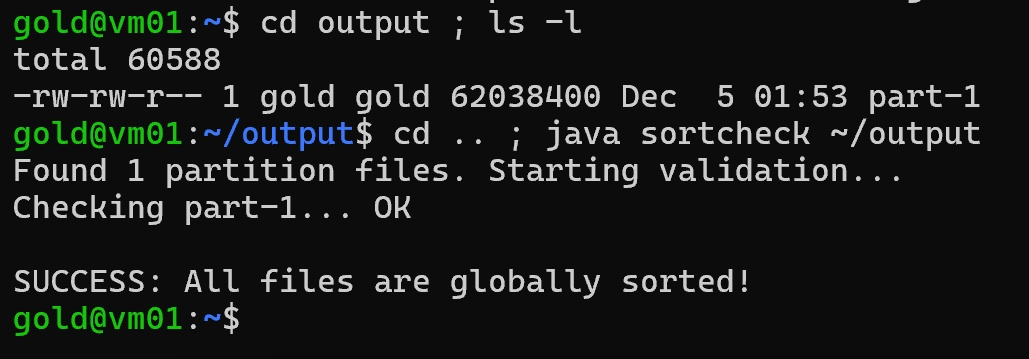 gold@vm01:~$ cd output ; ls -l
total 60588
-rw-rw-r-- 1 gold gold 62038400 Dec  5 01:53 part-1
gold@vm01:~/output$ cd .. ; java sortcheck ~/output
Found 1 partition files. Starting validation...
Checking part-1... OK

SUCCESS: All files are globally sorted!
gold@vm01:~$